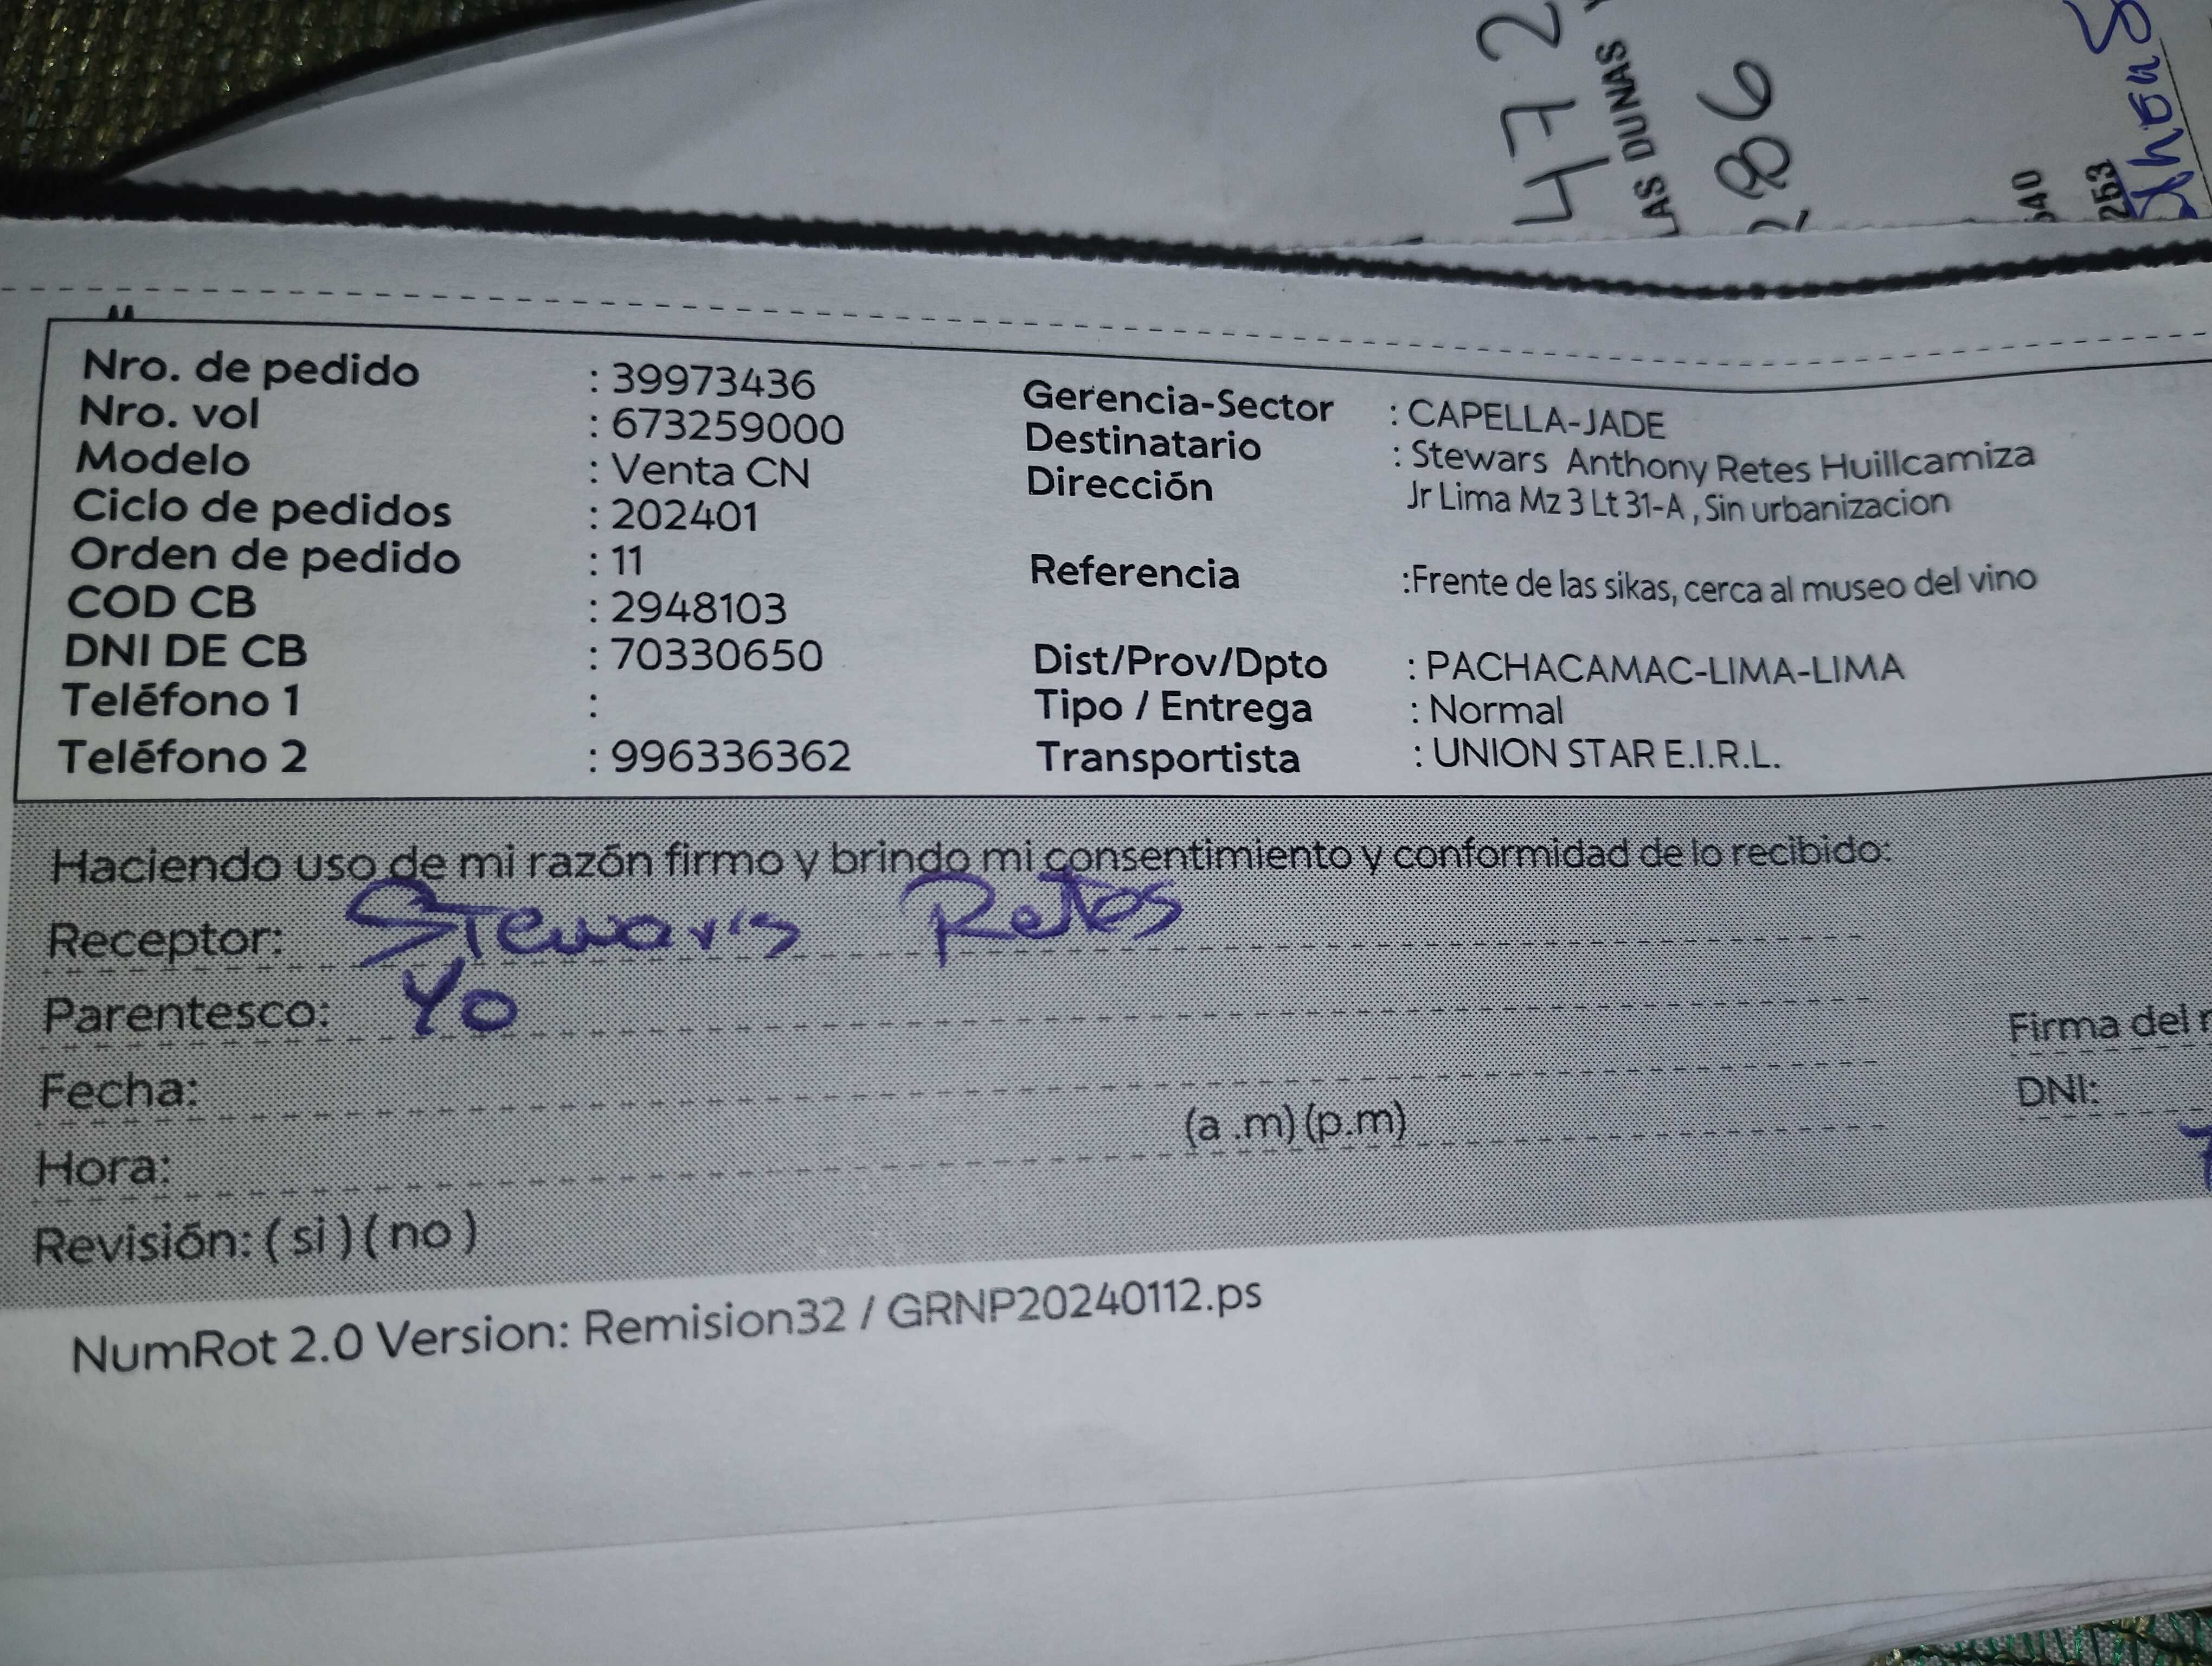 472
LAS DUNAS
286
540
253
Nro. de pedido : 39973436
Nro. vol : 673259000
Modelo : Venta CN
Ciclo de pedidos : 202401
Orden de pedido : 11
COD CB : 2948103
DNI DE CB : 70330650
Teléfono 1 :
Teléfono 2 : 996336362
Gerencia-Sector : CAPELLA-JADE
Destinatario : Stewars Anthony Retes Huillcamiza
Dirección Jr Lima Mz 3 Lt 31-A , Sin urbanizacion
Referencia :Frente de las sikas, cerca al museo del vino
Dist/Prov/Dpto : PACHACAMAC-LIMA-LIMA
Tipo / Entrega : Normal
Transportista : UNION STAR E.I.R.L.
Haciendo uso de mi razón firmo y brindo mi consentimiento y conformidad de lo recibido:
Receptor: Stewars Retes
Parentesco: Yo
Fecha:
Hora: (a .m) (p.m)
Revisión: ( si ) ( no )
Firma del
DNI:
NumRot 2.0 Version: Remision32 / GRNP20240112.ps